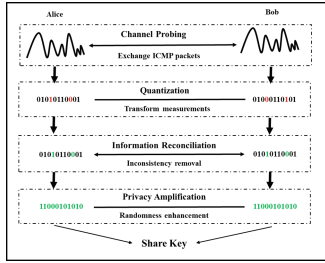 Alice Bob
Channel Probing
Exchange ICMP packets
Quantization
01010110001 01000110101
Transform measurements
Information Reconciliation
01010110001 01010110001
Inconsistency removal
Privacy Amplification
11000101010 11000101010
Randomness enhancement
Share Key